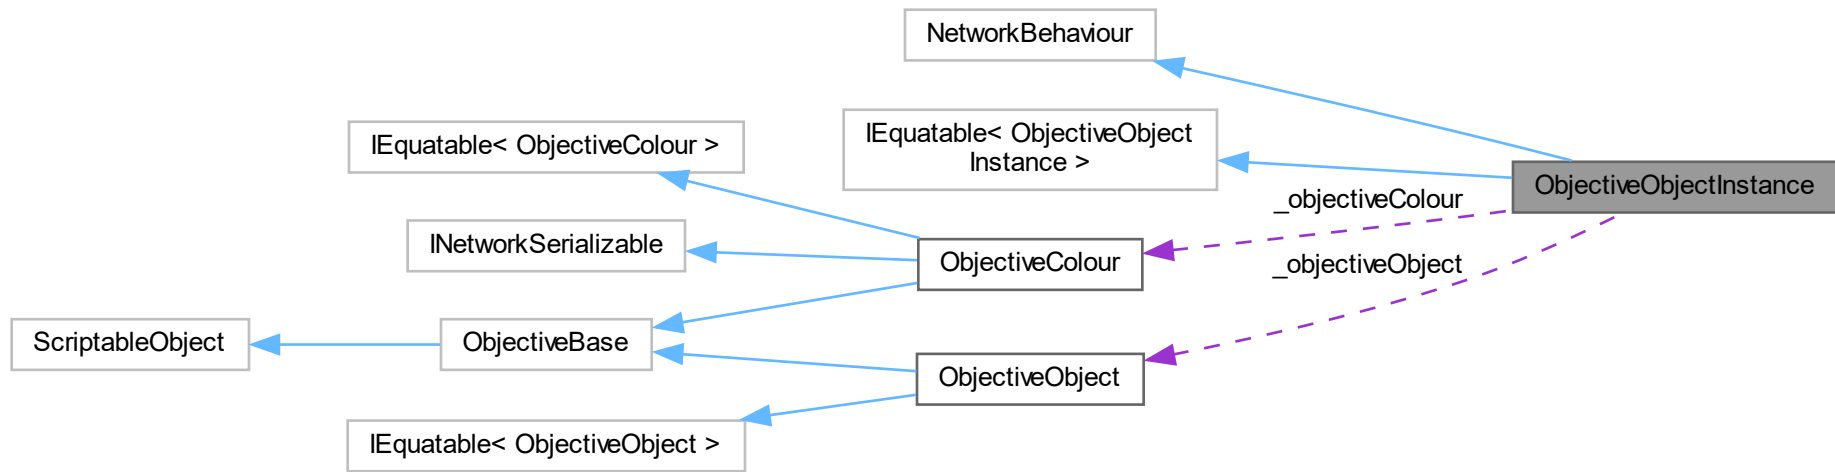 NetworkBehaviour
IEquatable< ObjectiveObject
Instance >
IEquatable< ObjectiveColour >
ObjectiveObjectInstance
_objectiveColour
INetworkSerializable
ObjectiveColour
_objectiveObject
ScriptableObject
ObjectiveBase
ObjectiveObject
IEquatable< ObjectiveObject >